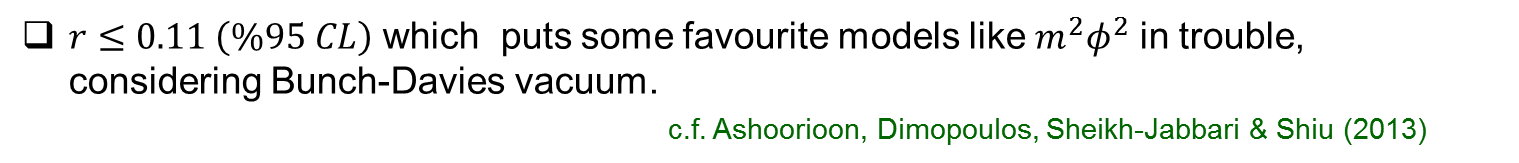 ❑ r ≤ 0.11 (%95 CL) which puts some favourite models like m²ϕ² in trouble,
considering Bunch-Davies vacuum.
c.f. Ashoorioon, Dimopoulos, Sheikh-Jabbari & Shiu (2013)